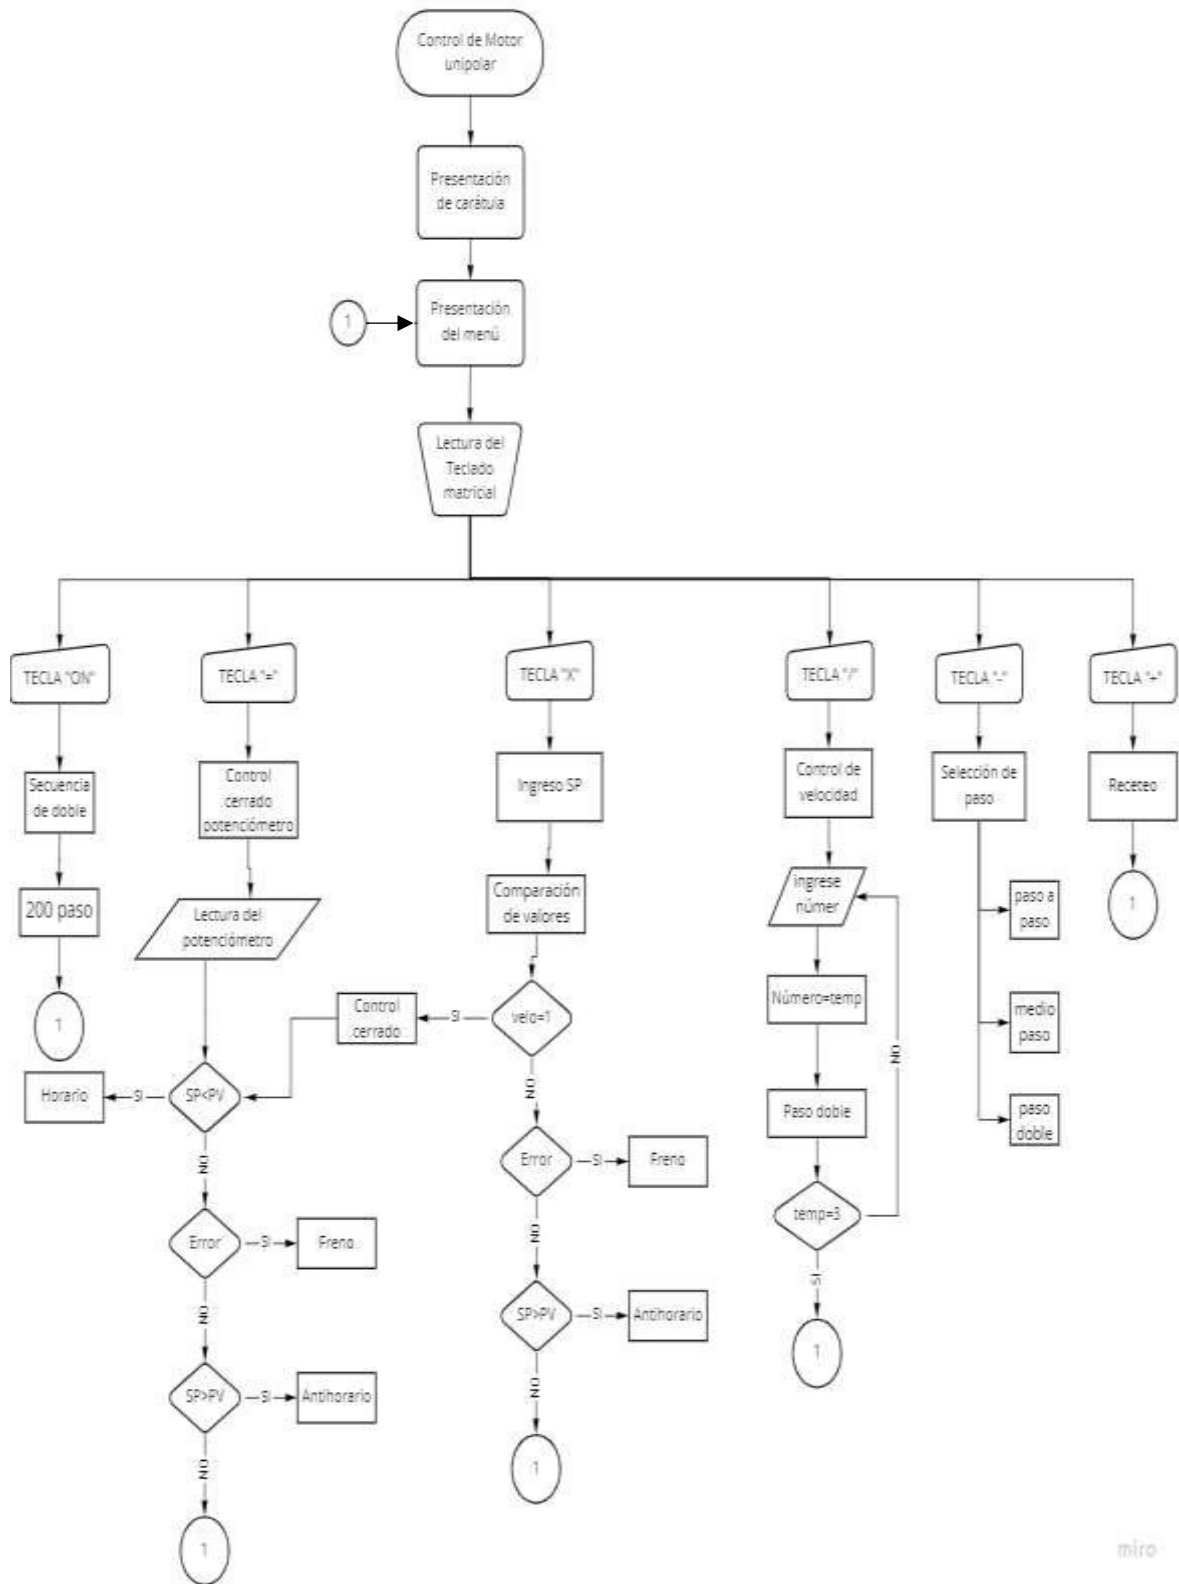 Control de Motor
unipolar
Presentación
de carátula
1
Presentación
del menú
Lectura del
Teclado
matricial
TECLA "ON"
TECLA "="
TECLA "X"
TECLA "/"
TECLA "-"
TECLA "+"
Secuencia
de doble
200 paso
1
Control
cerrado
potenciómetro
Lectura del
potenciómetro
SP<PV
SI
Horario
NO
Error
SI
Freno
NO
SP>PV
SI
Antihorario
NO
1
Ingreso SP
Comparación
de valores
velo=1
SI
Control
cerrado
NO
Error
SI
Freno
NO
SP>PV
SI
Antihorario
NO
1
Control de
velocidad
ingrese
númer
Número=temp
Paso doble
temp=3
NO
SI
1
Selección de
paso
paso a
paso
medio
paso
paso
doble
Receteo
1
miro